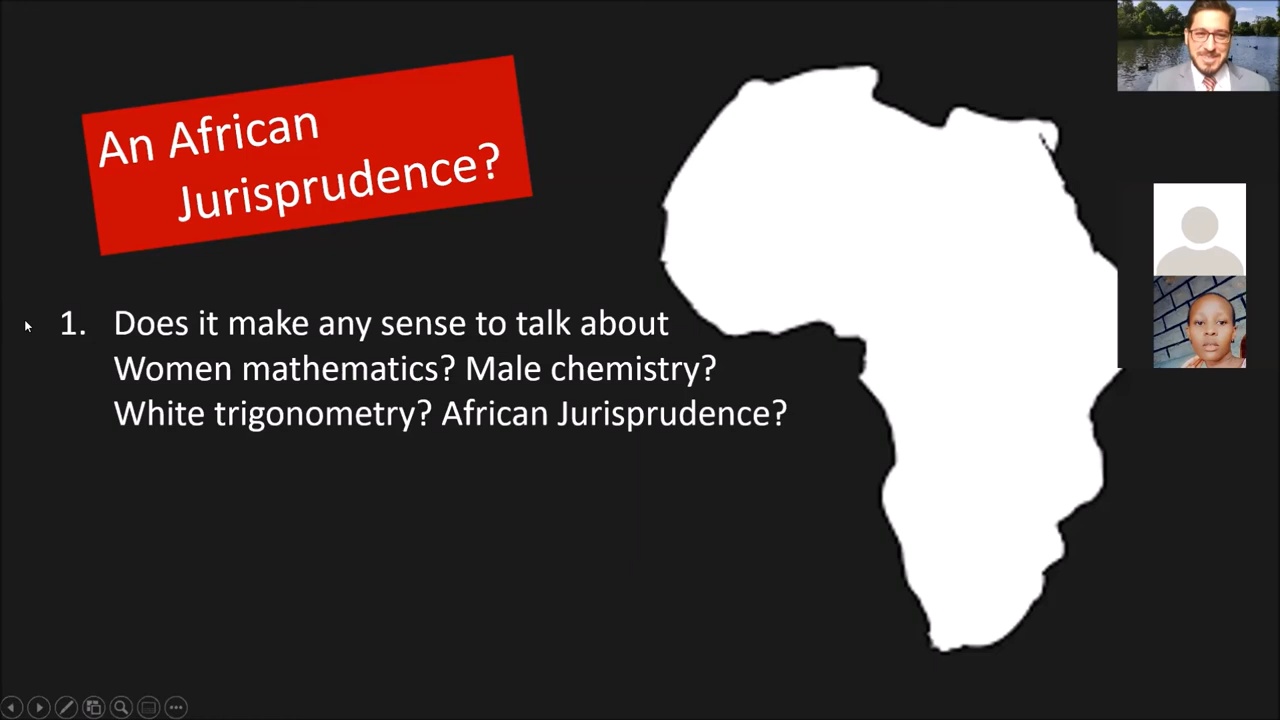 An African
Jurisprudence?
1. Does it make any sense to talk about
Women mathematics? Male chemistry?
White trigonometry? African Jurisprudence?